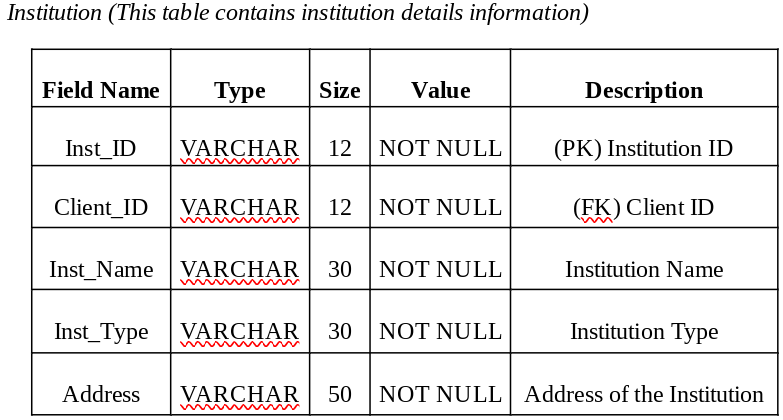 Institution (This table contains institution details information)
Field Name Type Size Value Description
Inst_ID VARCHAR 12 NOT NULL (PK) Institution ID
Client_ID VARCHAR 12 NOT NULL (FK) Client ID
Inst_Name VARCHAR 30 NOT NULL Institution Name
Inst_Type VARCHAR 30 NOT NULL Institution Type
Address VARCHAR 50 NOT NULL Address of the Institution